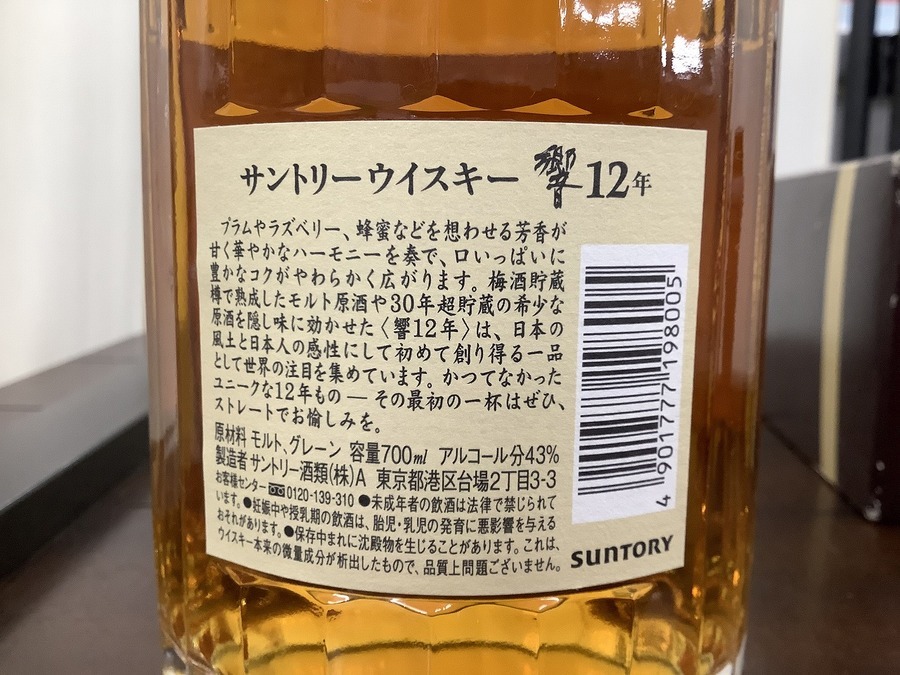 サントリーウイスキー 響 12年
プラムやラズベリー、蜂蜜などを想わせる芳香が
甘く華やかなハーモニーを奏で、口いっぱいに
豊かなコクがやわらかく広がります。梅酒貯蔵
樽で熟成したモルト原酒や30年超貯蔵の希少な
原酒を隠し味に効かせた〈響12年〉は、日本の
風土と日本人の感性にして初めて創り得る一品
として世界の注目を集めています。かつてなかった
ユニークな12年もの — その最初の一杯はぜひ、
ストレートでお愉しみを。
原材料 モルト、グレーン 容量700ml アルコール分43%
製造者 サントリー酒類(株)A 東京都港区台場2丁目3-3
お客様センター 0120-139-310 ●未成年者の飲酒は法律で禁じられて
います。●妊娠中や授乳期の飲酒は、胎児・乳児の発育に悪影響を与える
おそれがあります。●保存中まれに沈殿物を生じることがあります。これは、
ウイスキー本来の微量成分が析出したもので、品質上問題ございません。
SUNTORY
4 901777 198005